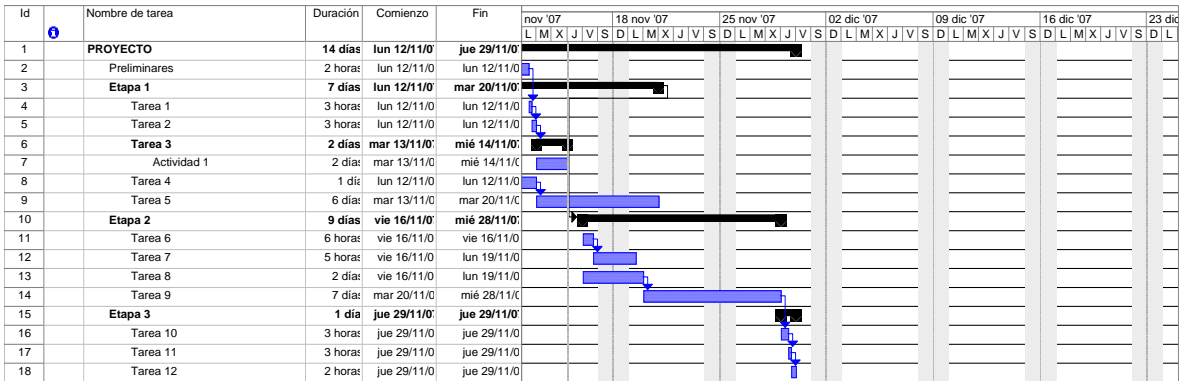 Id Nombre de tarea Duración Comienzo Fin nov '07 18 nov '07 25 nov '07 02 dic '07 09 dic '07 16 dic '07 23 dic
L M X J V S D L M X J V S D L M X J V S D L M X J V S D L M X J V S D L M X J V S D L
1 PROYECTO 14 días lun 12/11/07 jue 29/11/07
2 Preliminares 2 horas lun 12/11/0 lun 12/11/0
3 Etapa 1 7 días lun 12/11/07 mar 20/11/07
4 Tarea 1 3 horas lun 12/11/0 lun 12/11/0
5 Tarea 2 3 horas lun 12/11/0 lun 12/11/0
6 Tarea 3 2 días mar 13/11/07 mié 14/11/07
7 Actividad 1 2 días mar 13/11/0 mié 14/11/0
8 Tarea 4 1 día lun 12/11/0 lun 12/11/0
9 Tarea 5 6 días mar 13/11/0 mar 20/11/0
10 Etapa 2 9 días vie 16/11/07 mié 28/11/07
11 Tarea 6 6 horas vie 16/11/0 vie 16/11/0
12 Tarea 7 5 horas vie 16/11/0 lun 19/11/0
13 Tarea 8 2 días vie 16/11/0 lun 19/11/0
14 Tarea 9 7 días mar 20/11/0 mié 28/11/0
15 Etapa 3 1 día jue 29/11/07 jue 29/11/07
16 Tarea 10 3 horas jue 29/11/0 jue 29/11/0
17 Tarea 11 3 horas jue 29/11/0 jue 29/11/0
18 Tarea 12 2 horas jue 29/11/0 jue 29/11/0